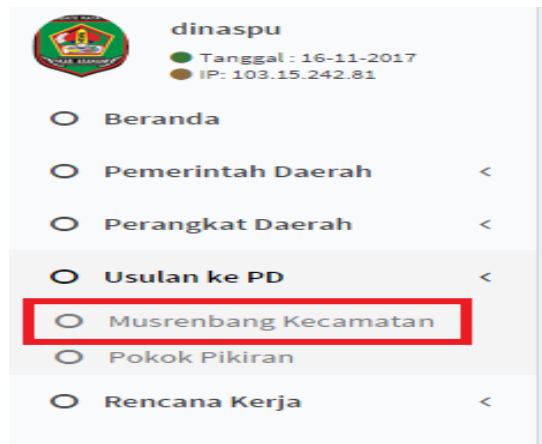 dinaspu
Tanggal : 16-11-2017
IP: 103.15.242.81
Beranda
Pemerintah Daerah <
Perangkat Daerah <
Usulan ke PD <
Musrenbang Kecamatan
Pokok Pikiran
Rencana Kerja <